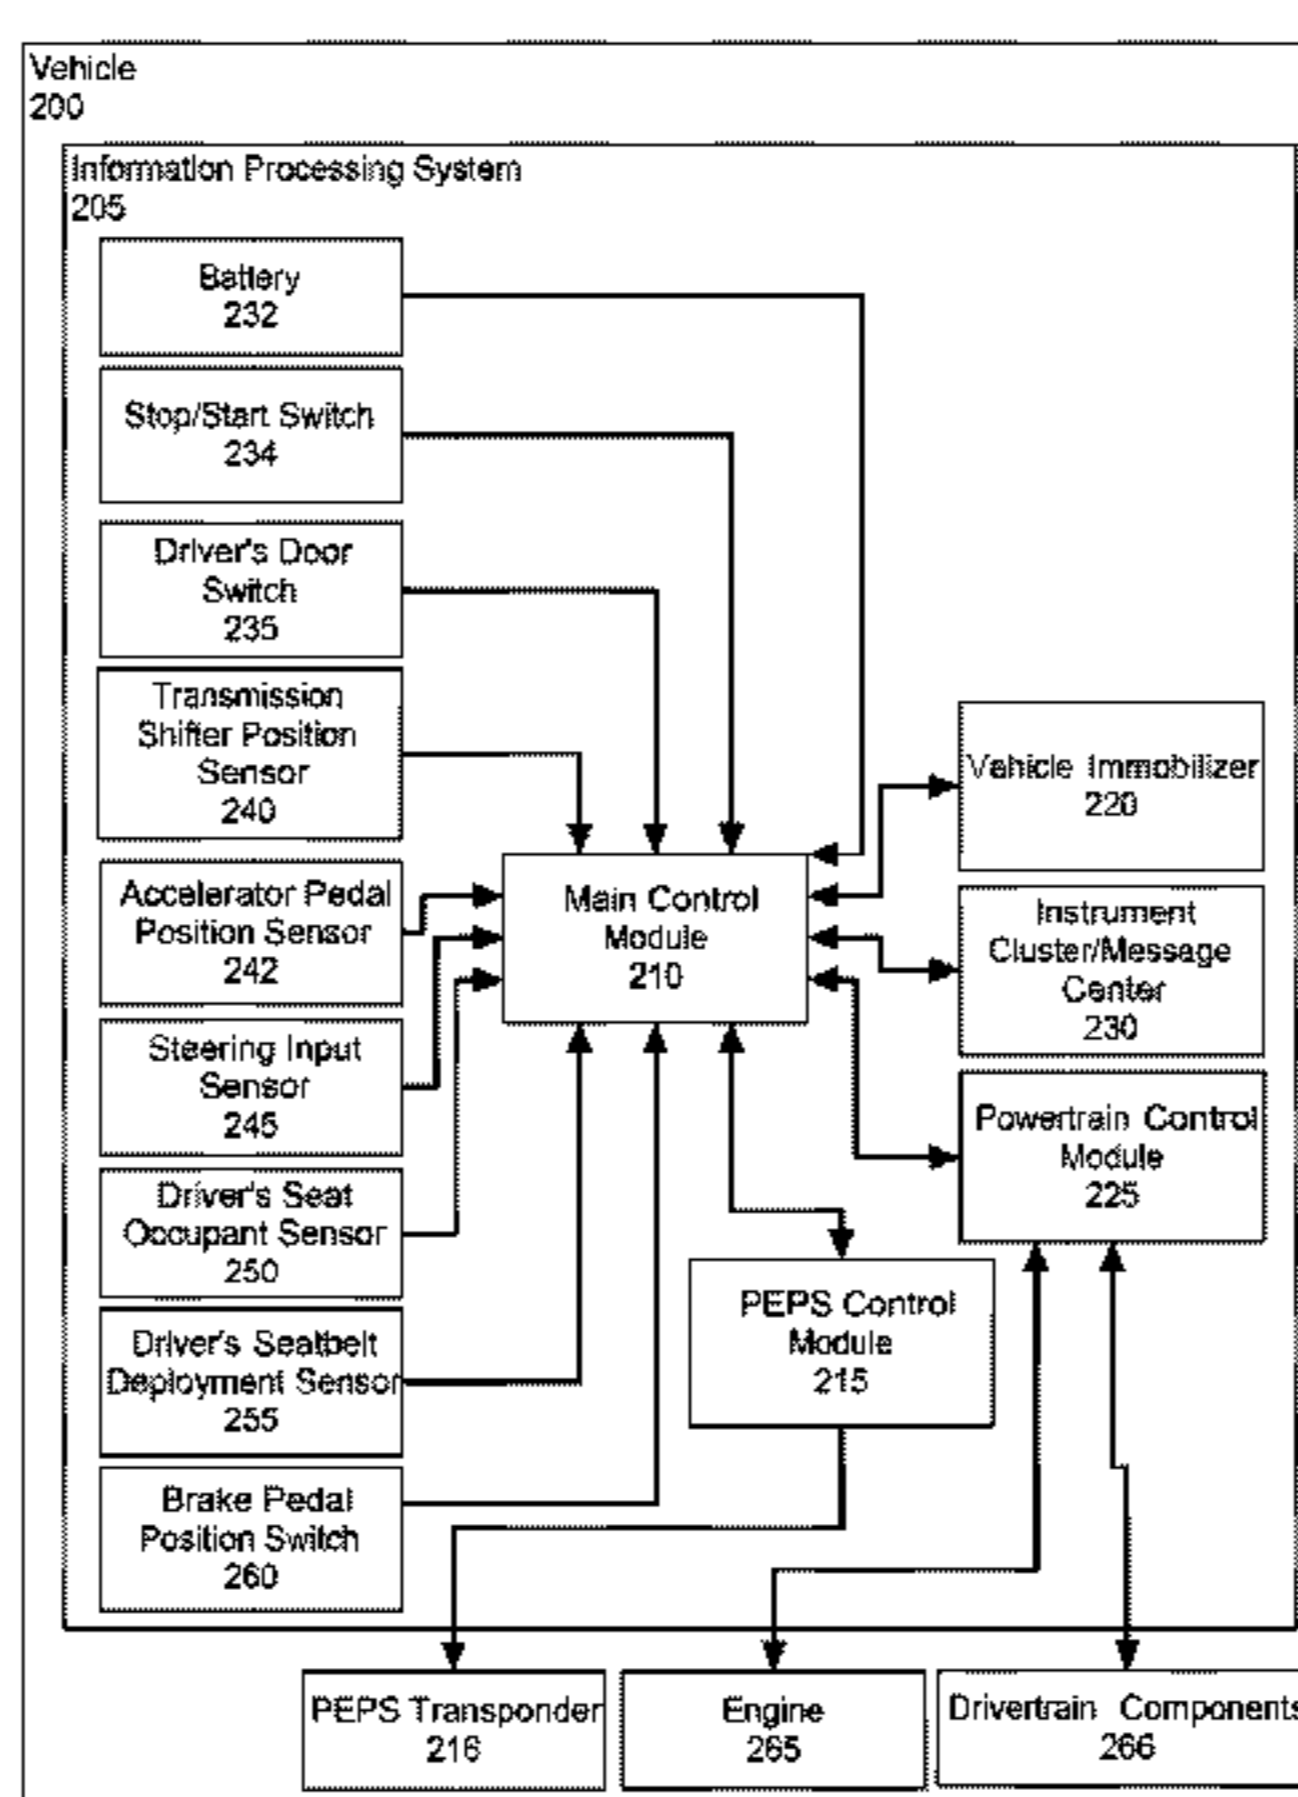 Vehicle
200
Information Processing System
205
Battery
232
Stop/Start Switch
234
Driver's Door
Switch
235
Transmission
Shifter Position
Sensor
240
Accelerator Pedal
Position Sensor
242
Steering Input
Sensor
245
Driver's Seat
Occupant Sensor
250
Driver's Seatbelt
Deployment Sensor
255
Brake Pedal
Position Switch
260
Main Control
Module
210
Vehicle Immobilizer
220
Instrument
Cluster/Message
Center
230
Powertrain Control
Module
225
PEPS Control
Module
215
PEPS Transponder
216
Engine
265
Drivertrain Components
266